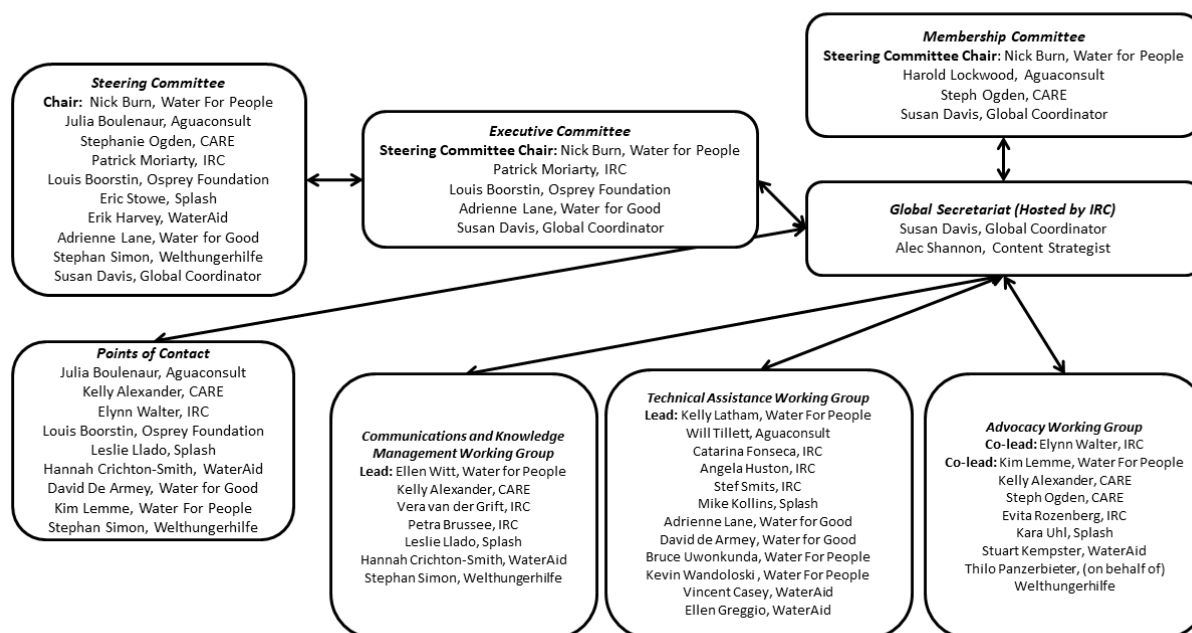 Steering Committee
Chair: Nick Burn, Water For People
Julia Boulenaur, Aguaconsult
Stephanie Ogden, CARE
Patrick Moriarty, IRC
Louis Boorstin, Osprey Foundation
Eric Stowe, Splash
Erik Harvey, WaterAid
Adrienne Lane, Water for Good
Stephan Simon, Welthungerhilfe
Susan Davis, Global Coordinator
Executive Committee
Steering Committee Chair: Nick Burn, Water for People
Patrick Moriarty, IRC
Louis Boorstin, Osprey Foundation
Adrienne Lane, Water for Good
Susan Davis, Global Coordinator
Membership Committee
Steering Committee Chair: Nick Burn, Water for People
Harold Lockwood, Aguaconsult
Steph Ogden, CARE
Susan Davis, Global Coordinator
Global Secretariat (Hosted by IRC)
Susan Davis, Global Coordinator
Alec Shannon, Content Strategist
Points of Contact
Julia Boulenaur, Aguaconsult
Kelly Alexander, CARE
Elynn Walter, IRC
Louis Boorstin, Osprey Foundation
Leslie Llado, Splash
Hannah Crichton-Smith, WaterAid
David De Armey, Water for Good
Kim Lemme, Water For People
Stephan Simon, Welthungerhilfe
Communications and Knowledge
Management Working Group
Lead: Ellen Witt, Water for People
Kelly Alexander, CARE
Vera van der Grift, IRC
Petra Brussee, IRC
Leslie Llado, Splash
Hannah Crichton-Smith, WaterAid
Stephan Simon, Welthungerhilfe
Technical Assistance Working Group
Lead: Kelly Latham, Water For People
Will Tillett, Aguaconsult
Catarina Fonseca, IRC
Angela Huston, IRC
Stef Smits, IRC
Mike Kollins, Splash
Adrienne Lane, Water for Good
David de Armey, Water for Good
Bruce Uwonkunda, Water For People
Kevin Wandoloski , Water For People
Vincent Casey, WaterAid
Ellen Greggio, WaterAid
Advocacy Working Group
Co-lead: Elynn Walter, IRC
Co-lead: Kim Lemme, Water For People
Kelly Alexander, CARE
Steph Ogden, CARE
Evita Rozenberg, IRC
Kara Uhl, Splash
Stuart Kempster, WaterAid
Thilo Panzerbieter, (on behalf of)
Welthungerhilfe